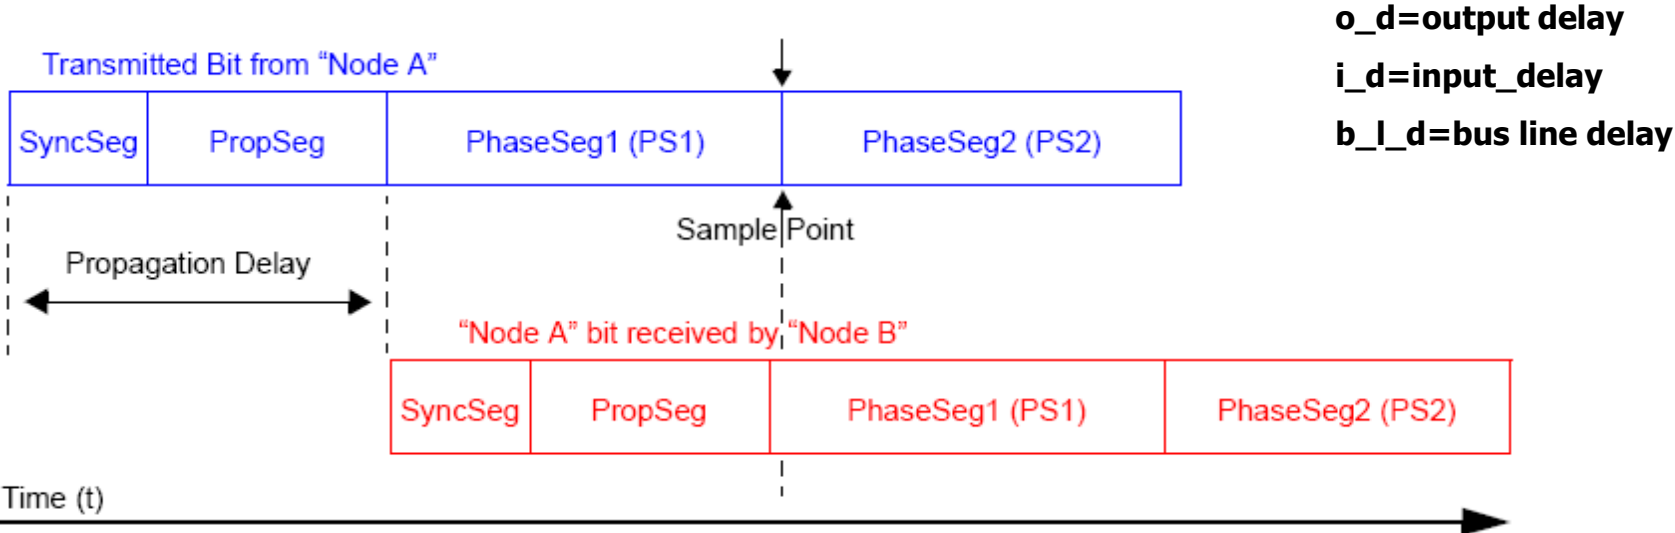 o_d=output delay
i_d=input_delay
b_l_d=bus line delay
Transmitted Bit from “Node A”
SyncSeg PropSeg PhaseSeg1 (PS1) PhaseSeg2 (PS2)
Sample Point
Propagation Delay
“Node A” bit received by “Node B”
SyncSeg PropSeg PhaseSeg1 (PS1) PhaseSeg2 (PS2)
Time (t)